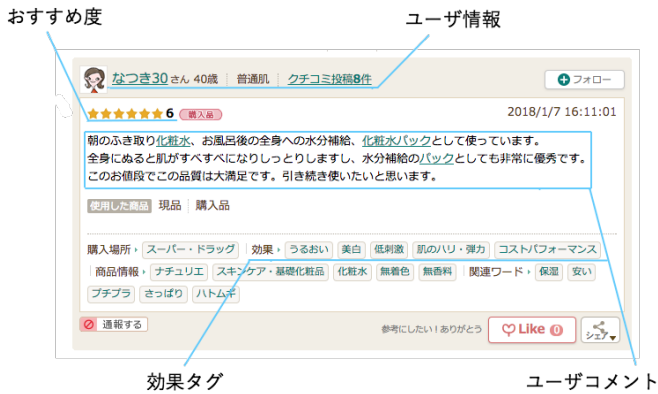 おすすめ度
ユーザ情報
なつき30さん 40歳 普通肌 クチコミ投稿8件
フォロー
6 購入品
2018/1/7 16:11:01
朝のふき取り化粧水、お風呂後の全身への水分補給、化粧水パックとして使っています。
全身にぬると肌がすべすべになりしっとりしますし、水分補給のパックとしても非常に優秀です。
このお値段でこの品質は大満足です。引き続き使いたいと思います。
使用した商品 現品 購入品
購入場所 スーパー・ドラッグ 効果 うるおい 美白 低刺激 肌のハリ・弾力 コストパフォーマンス
商品情報 ナチュリエ スキンケア・基礎化粧品 化粧水 無着色 無香料 関連ワード 保湿 安い
プチプラ さっぱり ハトムギ
通報する
参考にしたい!ありがとう
Like 0
シェア
効果タグ
ユーザコメント